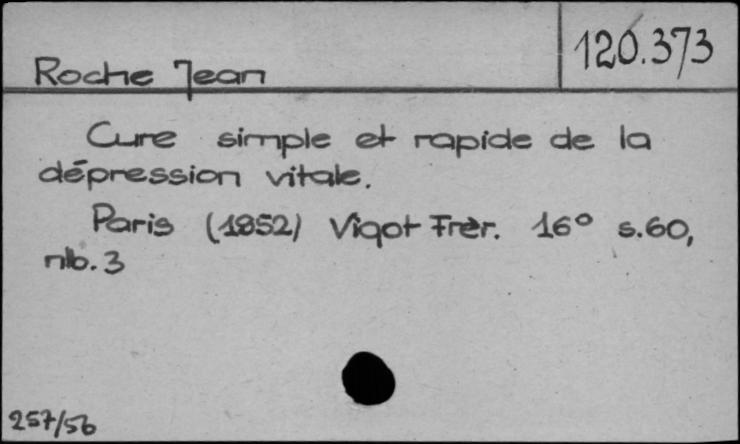 120.373
Roche Jean
Cure simple et rapide de la
dépression vitale.
Paris (1952) Vigot Frèr. 16° s.60,
nlb. 3
257/56